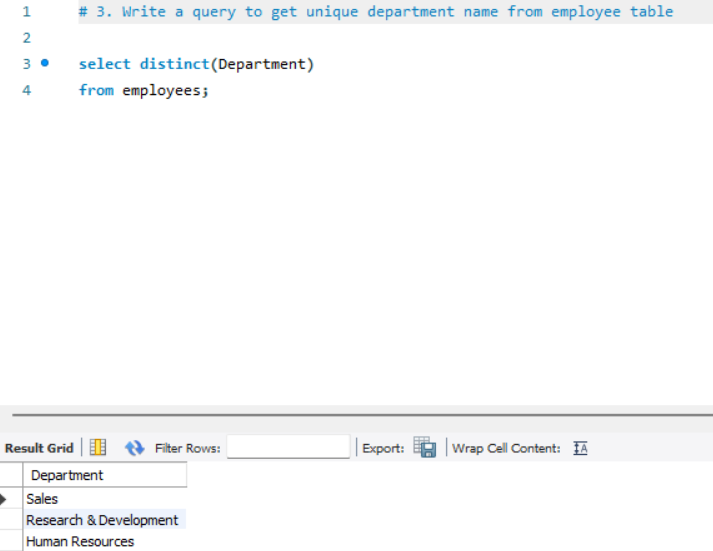 1 # 3. Write a query to get unique department name from employee table
2
3 select distinct(Department)
4 from employees;
Result Grid Filter Rows: Export: Wrap Cell Content: IA
Department
Sales
Research & Development
Human Resources